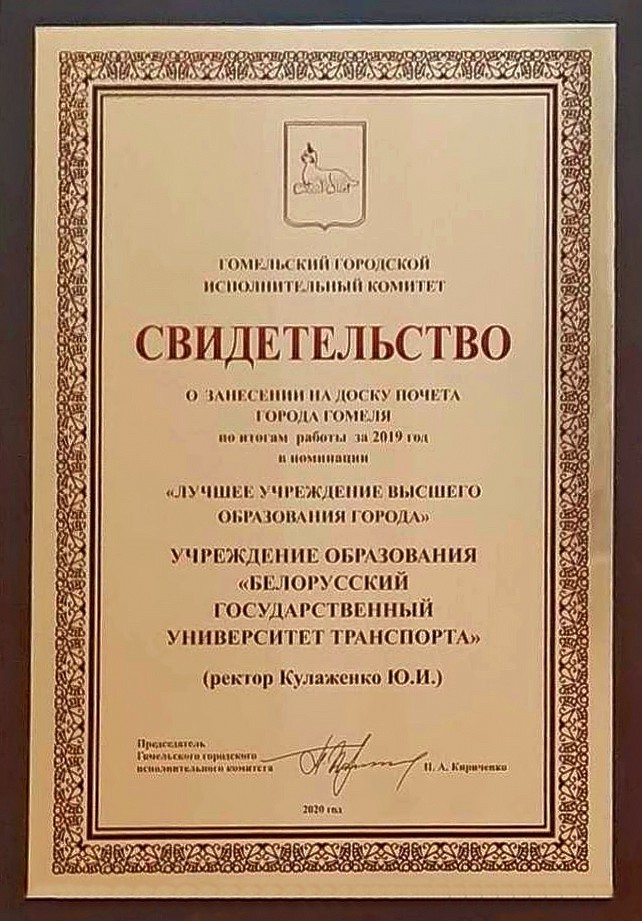 ГОМЕЛЬСКИЙ ГОРОДСКОЙ
ИСПОЛНИТЕЛЬНЫЙ КОМИТЕТ
СВИДЕТЕЛЬСТВО
О ЗАНЕСЕНИИ НА ДОСКУ ПОЧЕТА
ГОРОДА ГОМЕЛЯ
по итогам работы за 2019 год
в номинации
«ЛУЧШЕЕ УЧРЕЖДЕНИЕ ВЫСШЕГО
ОБРАЗОВАНИЯ ГОРОДА»
УЧРЕЖДЕНИЕ ОБРАЗОВАНИЯ
«БЕЛОРУССКИЙ
ГОСУДАРСТВЕННЫЙ
УНИВЕРСИТЕТ ТРАНСПОРТА»
(ректор Кулаженко Ю.И.)
Председатель
Гомельского городского
исполнительного комитета
П. А. Кириченко
2020 год